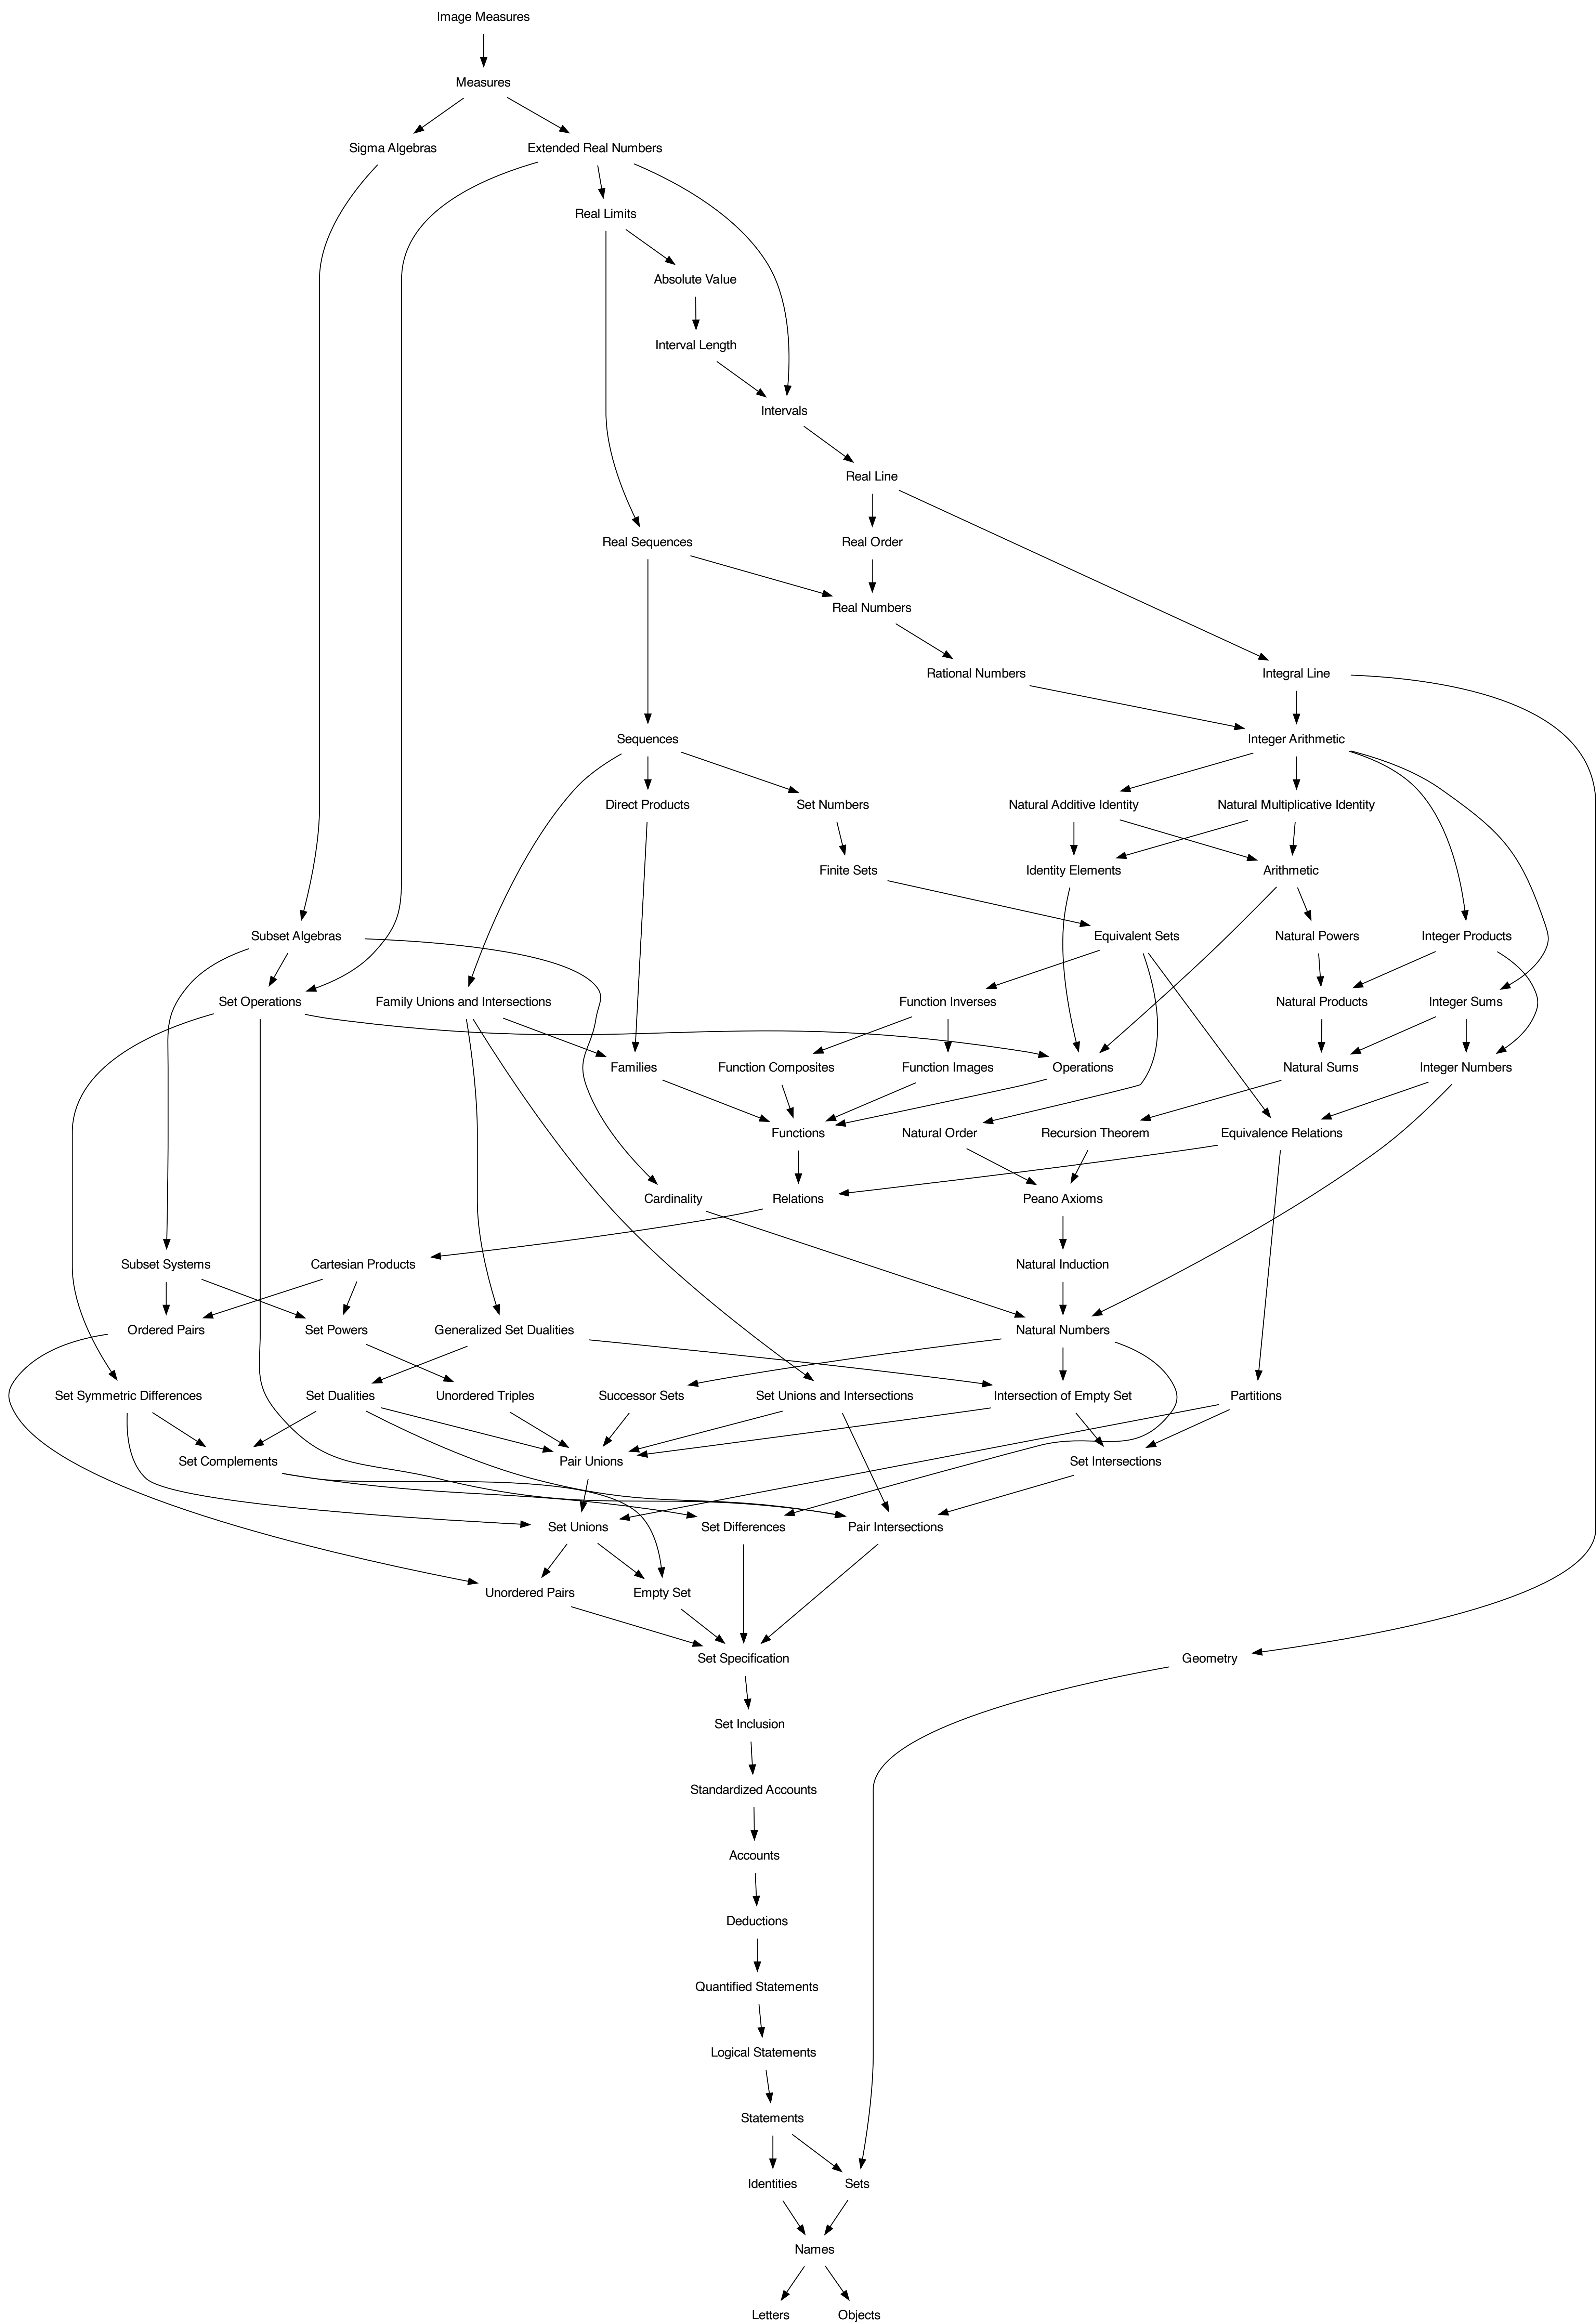 Image Measures
Measures
Sigma Algebras
Extended Real Numbers
Real Limits
Absolute Value
Interval Length
Intervals
Real Line
Real Sequences
Real Order
Real Numbers
Rational Numbers
Integral Line
Sequences
Integer Arithmetic
Direct Products
Set Numbers
Natural Additive Identity
Natural Multiplicative Identity
Finite Sets
Identity Elements
Arithmetic
Subset Algebras
Equivalent Sets
Natural Powers
Integer Products
Set Operations
Family Unions and Intersections
Function Inverses
Natural Products
Integer Sums
Families
Function Composites
Function Images
Operations
Natural Sums
Integer Numbers
Functions
Natural Order
Recursion Theorem
Equivalence Relations
Cardinality
Relations
Peano Axioms
Subset Systems
Cartesian Products
Natural Induction
Ordered Pairs
Set Powers
Generalized Set Dualities
Natural Numbers
Set Symmetric Differences
Set Dualities
Unordered Triples
Successor Sets
Set Unions and Intersections
Intersection of Empty Set
Partitions
Set Complements
Pair Unions
Set Intersections
Set Unions
Set Differences
Pair Intersections
Unordered Pairs
Empty Set
Set Specification
Geometry
Set Inclusion
Standardized Accounts
Accounts
Deductions
Quantified Statements
Logical Statements
Statements
Identities
Sets
Names
Letters
Objects